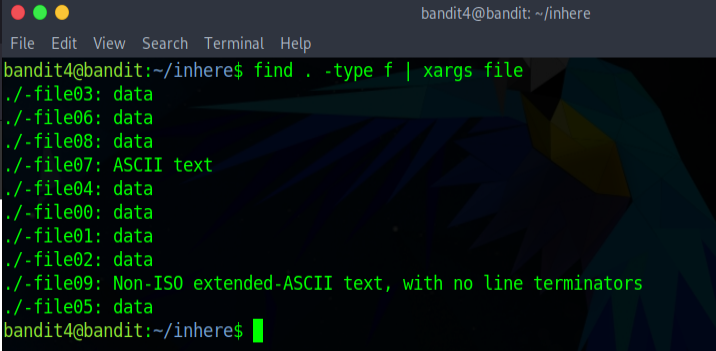 bandit4@bandit: ~/inhere
File Edit View Search Terminal Help
bandit4@bandit:~/inhere$ find . -type f | xargs file
./-file03: data
./-file06: data
./-file08: data
./-file07: ASCII text
./-file04: data
./-file00: data
./-file01: data
./-file02: data
./-file09: Non-ISO extended-ASCII text, with no line terminators
./-file05: data
bandit4@bandit:~/inhere$